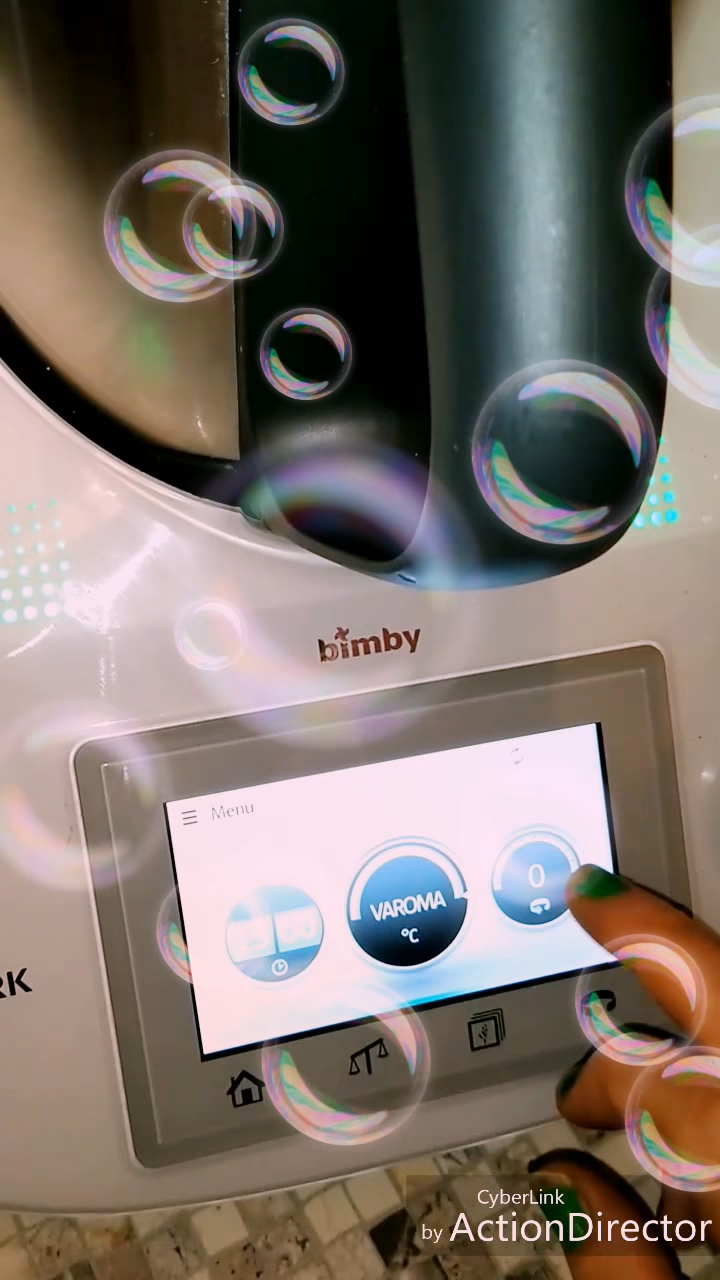 bimby
Menu
VAROMA
°C
0
RK
CyberLink
by ActionDirector